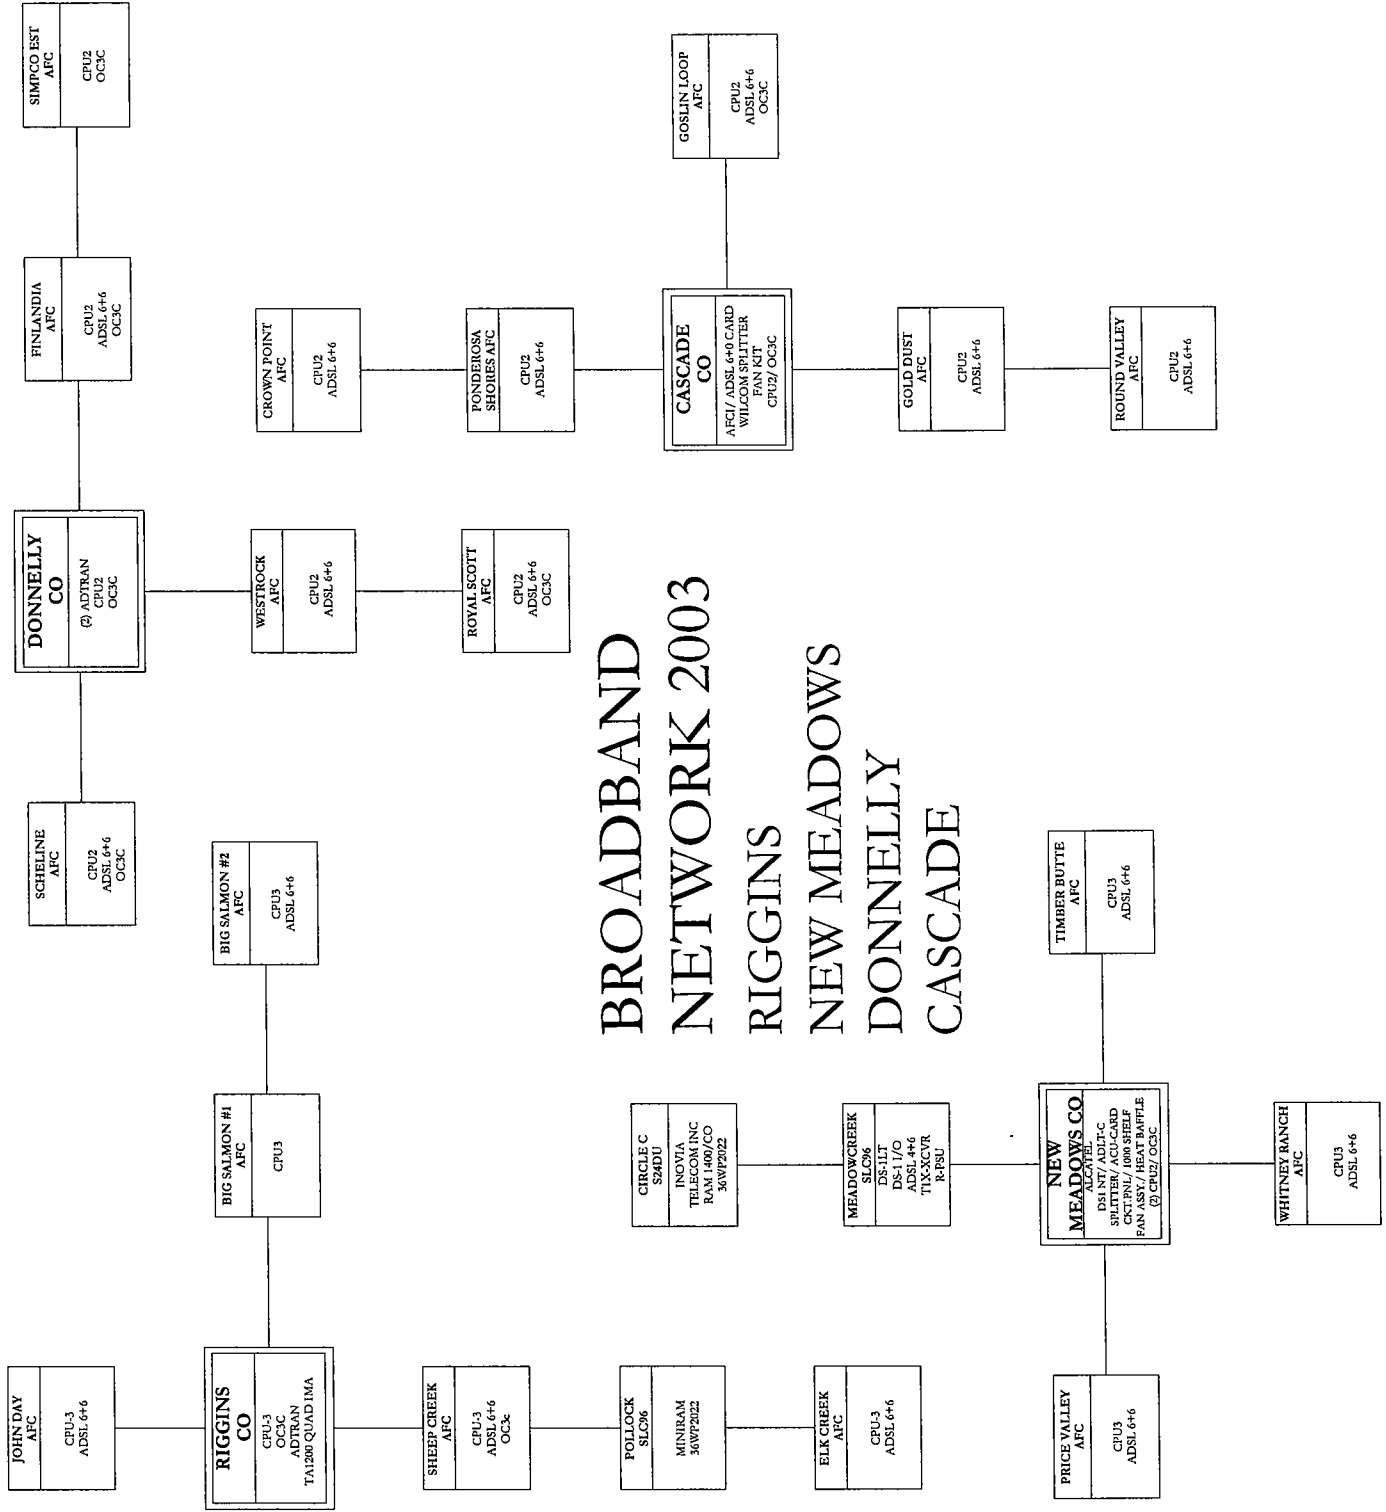 JOHN DAY
AFC
CPU-3
ADSL 6+6
RIGGINS
CO
CPU-3
OC3C
ADTRAN
TA1200 QUAD IMA
SHEEP CREEK
AFC
CPU-3
ADSL 6+6
OC3c
POLLOCK
SLC96
MINIRAM
36WP2022
ELK CREEK
AFC
CPU-3
ADSL 6+6
BIG SALMON #1
AFC
CPU3
BIG SALMON #2
AFC
CPU3
ADSL 6+6
SCHELINE
AFC
CPU2
ADSL 6+6
OC3C
DONNELLY
CO
(2) ADTRAN
CPU2
OC3C
FINLANDIA
AFC
CPU2
ADSL 6+6
OC3C
SIMPCO EST
AFC
CPU2
OC3C
WESTROCK
AFC
CPU2
ADSL 6+6
ROYAL SCOTT
AFC
CPU2
ADSL 6+6
OC3C
CROWN POINT
AFC
CPU2
ADSL 6+6
PONDEROSA
SHORES AFC
CPU2
ADSL 6+6
CASCADE
CO
AFCI/ ADSL 6+0 CARD
WILCOM SPLITTER
FAN KIT
CPU2/ OC3C
GOSLIN LOOP
AFC
CPU2
ADSL 6+6
OC3C
GOLD DUST
AFC
CPU2
ADSL 6+6
ROUND VALLEY
AFC
CPU2
ADSL 6+6
BROADBAND
NETWORK 2003
RIGGINS
NEW MEADOWS
DONNELLY
CASCADE
CIRCLE C
S24DU
INOVIA
TELECOM INC
RAM 1400/CO
36WP2022
MEADOWCREEK
SLC96
DS-1LT
DS-1 1/O
ADSL 4+6
T1X-XCVR
R-PSU
NEW
MEADOWS CO
ALCATEL
DS1 NT/ ADLT-C
SPLITTER/ ACU-CARD
CKT.PNL/ 1000 SHELF
FAN ASSY./ HEAT BAFFLE
(2) CPU2/ OC3C
TIMBER BUTTE
AFC
CPU3
ADSL 6+6
PRICE VALLEY
AFC
CPU3
ADSL 6+6
WHITNEY RANCH
AFC
CPU3
ADSL 6+6